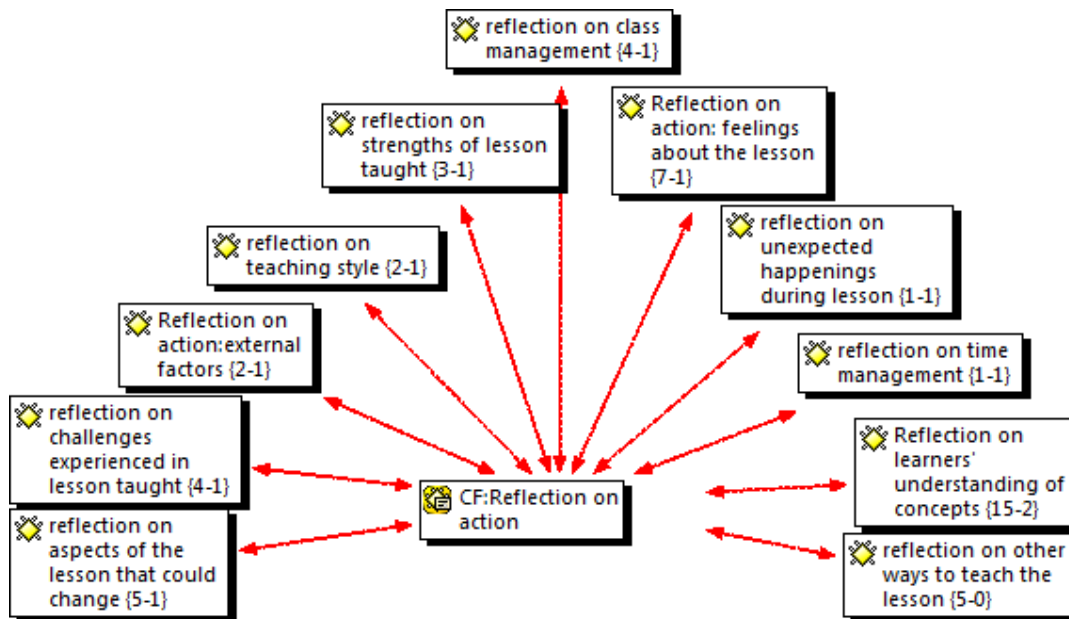 reflection on class
management {4-1}
reflection on
strengths of lesson
taught {3-1}
Reflection on
action: feelings
about the lesson
{7-1}
reflection on
teaching style {2-1}
reflection on
unexpected
happenings
during lesson {1-1}
Reflection on
action:external
factors {2-1}
reflection on time
management {1-1}
reflection on
challenges
experienced in
lesson taught {4-1}
Reflection on
learners'
understanding of
concepts {15-2}
CF:Reflection on
action
reflection on
aspects of the
lesson that could
change {5-1}
reflection on other
ways to teach the
lesson {5-0}